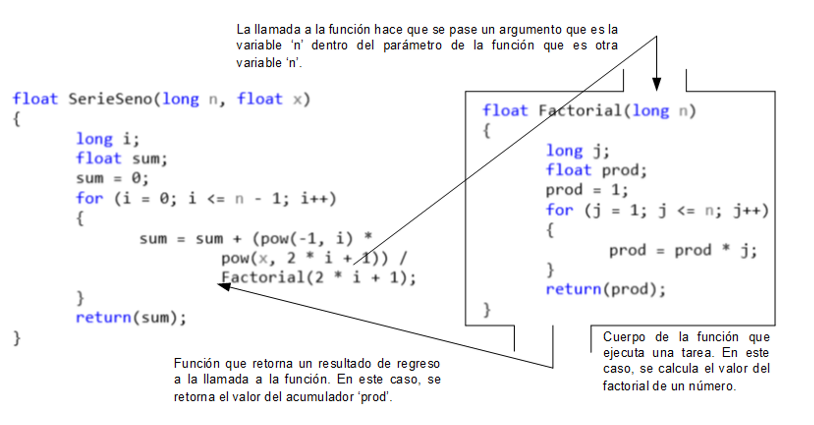 La llamada a la función hace que se pase un argumento que es la
variable ‘n’ dentro del parámetro de la función que es otra
variable ‘n’.
float SerieSeno(long n, float x)
{
long i;
float sum;
sum = 0;
for (i = 0; i <= n - 1; i++)
{
sum = sum + (pow(-1, i) *
pow(x, 2 * i + 1)) /
Factorial(2 * i + 1);
}
return(sum);
}
float Factorial(long n)
{
long j;
float prod;
prod = 1;
for (j = 1; j <= n; j++)
{
prod = prod * j;
}
return(prod);
}
Función que retorna un resultado de regreso
a la llamada a la función. En este caso, se
retorna el valor del acumulador ‘prod’.
Cuerpo de la función que
ejecuta una tarea. En este
caso, se calcula el valor del
factorial de un número.